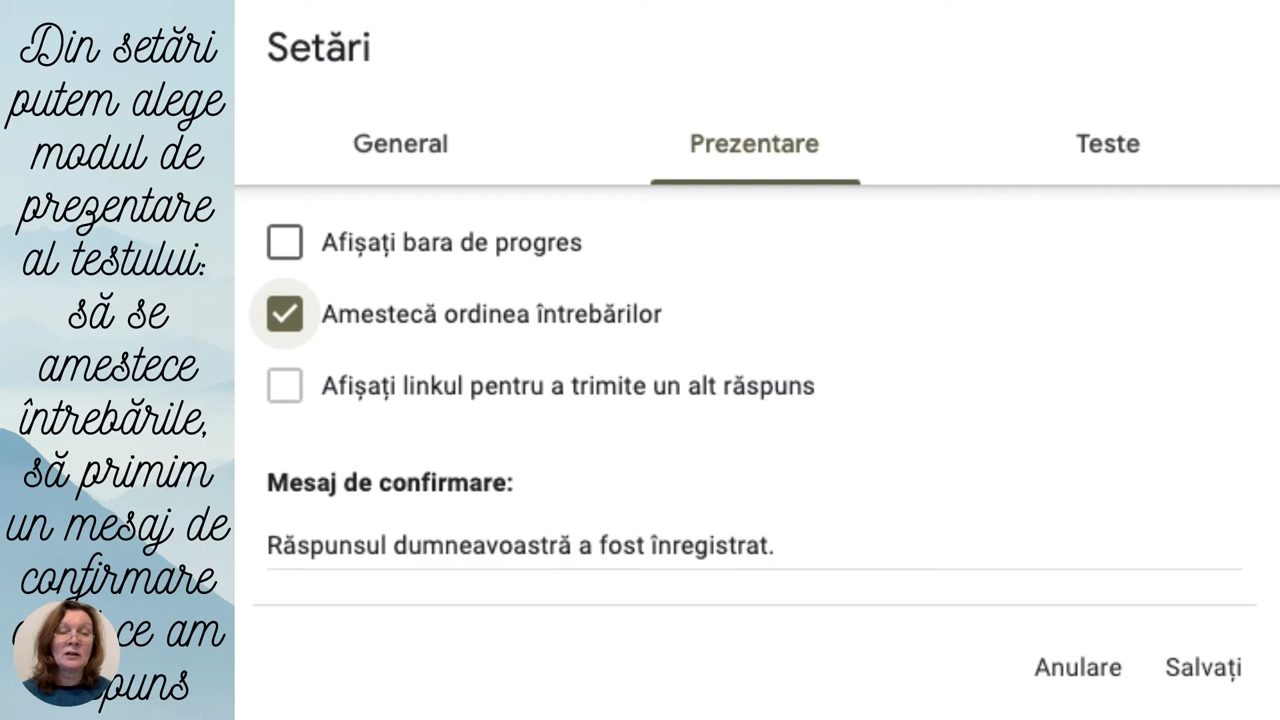 Din setări
putem alege
modul de
prezentare
al testului:
să se
amestece
întrebările,
să primim
un mesaj de
confirmare
ce am
Setări
General
Prezentare
Teste
Afișați bara de progres
Amestecă ordinea întrebărilor
Afișați linkul pentru a trimite un alt răspuns
Mesaj de confirmare:
Răspunsul dumneavoastră a fost înregistrat.
Anulare
Salvați